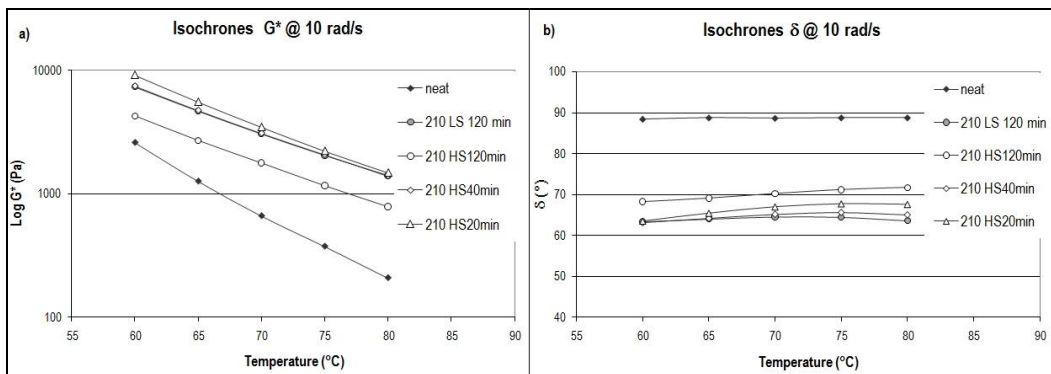 a)
Isochrones G* @ 10 rad/s
Log G* (Pa)
10000
1000
100
55
60
65
70
75
80
85
90
Temperature (°C)
neat
210 LS 120 min
210 HS120min
210 HS40min
210 HS20min
b)
Isochrones δ @ 10 rad/s
δ (°)
100
90
80
70
60
50
40
55
60
65
70
75
80
85
90
Temperature (°C)
neat
210 LS 120 min
210 HS120min
210 HS40min
210 HS20min